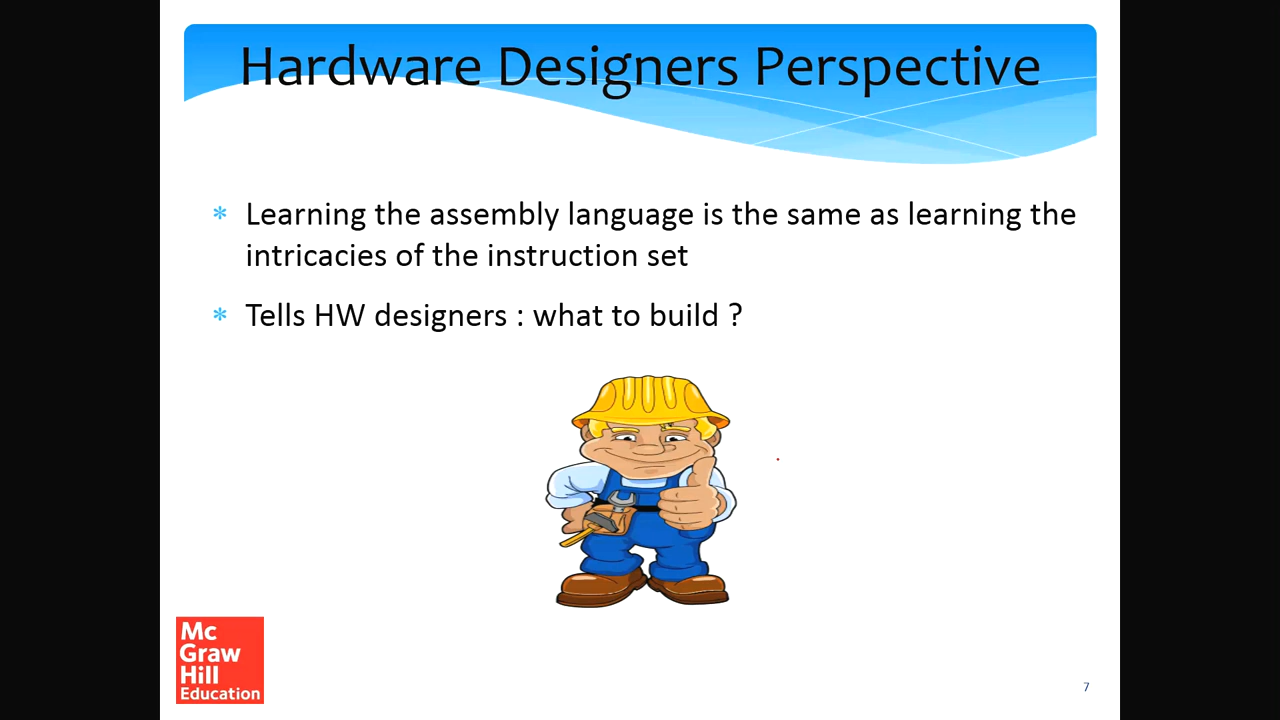 Hardware Designers Perspective
* Learning the assembly language is the same as learning the
intricacies of the instruction set
* Tells HW designers : what to build ?
Mc
Graw
Hill
Education
7